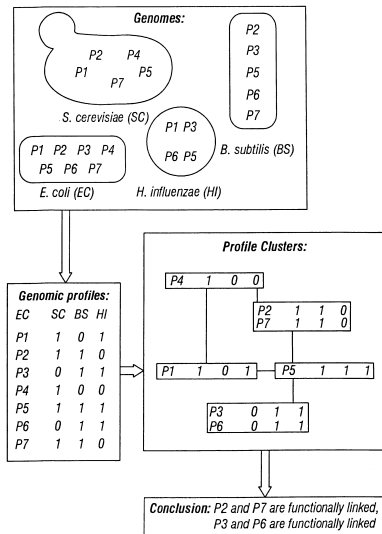 Genomes:
P2 P4
P1 P5
P7
S. cerevisiae (SC)
P2
P3
P5
P6
P7
B. subtilis (BS)
P1 P3
P6 P5
H. influenzae (HI)
P1 P2 P3 P4
P5 P6 P7
E. coli (EC)
Genomic profiles:
EC SC BS HI
P1 1 0 1
P2 1 1 0
P3 0 1 1
P4 1 0 0
P5 1 1 1
P6 0 1 1
P7 1 1 0
Profile Clusters:
P4 1 0 0
P2 1 1 0
P7 1 1 0
P1 1 0 1
P5 1 1 1
P3 0 1 1
P6 0 1 1
Conclusion: P2 and P7 are functionally linked,
P3 and P6 are functionally linked